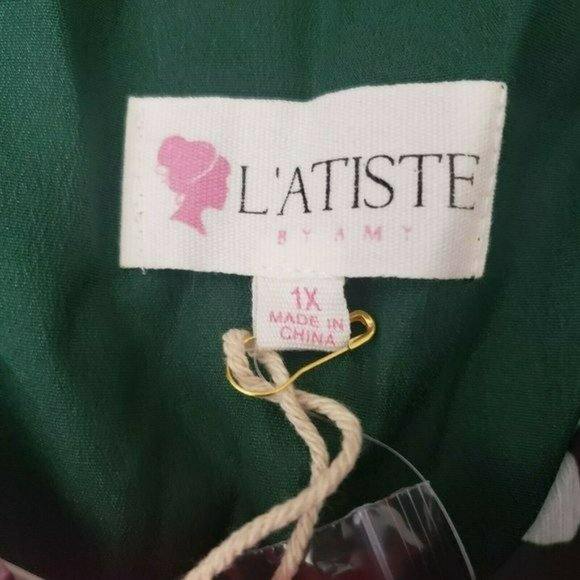 L'ATISTE
BY AMY
1X
MADE IN
CHINA